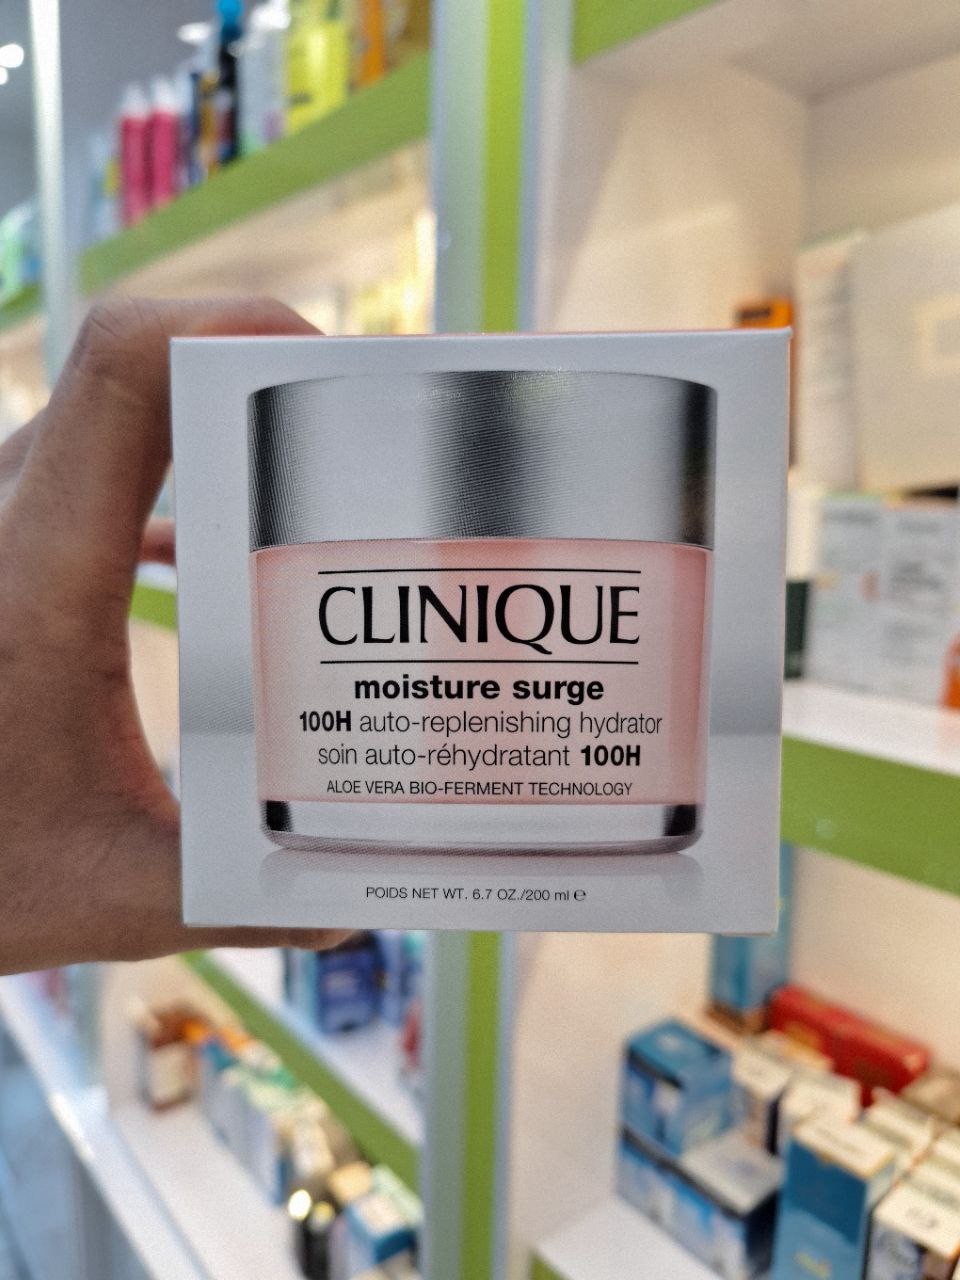 CLINIQUE
moisture surge
100H auto-replenishing hydrator
soin auto-réhydratant 100H
ALOE VERA BIO-FERMENT TECHNOLOGY
POIDS NET WT. 6.7 OZ./200 ml ℮